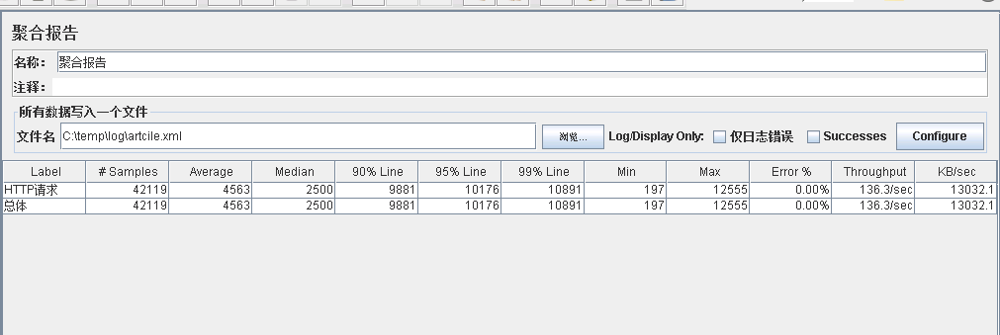 聚合报告
名称： 聚合报告
注释：
所有数据写入一个文件
文件名 C:\temp\log\artcile.xml 浏览... Log/Display Only: 仅日志错误 Successes Configure
Label # Samples Average Median 90% Line 95% Line 99% Line Min Max Error % Throughput KB/sec
HTTP请求 42119 4563 2500 9881 10176 10891 197 12555 0.00% 136.3/sec 13032.1
总体 42119 4563 2500 9881 10176 10891 197 12555 0.00% 136.3/sec 13032.1